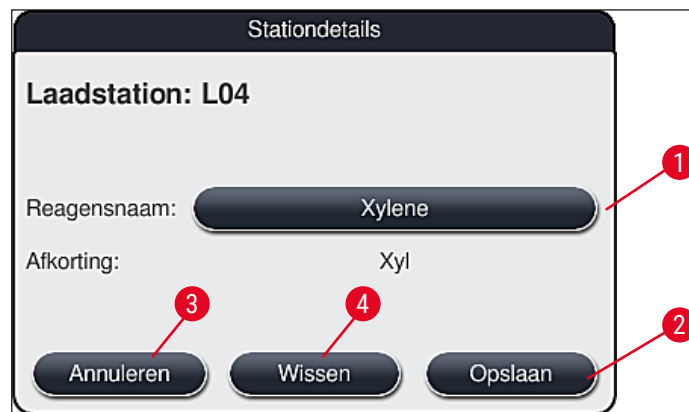 Stationdetails
Laadstation: L04
1
Reagensnaam: Xylene
Afkorting: Xyl
3 4
2
Annuleren Wissen Opslaan